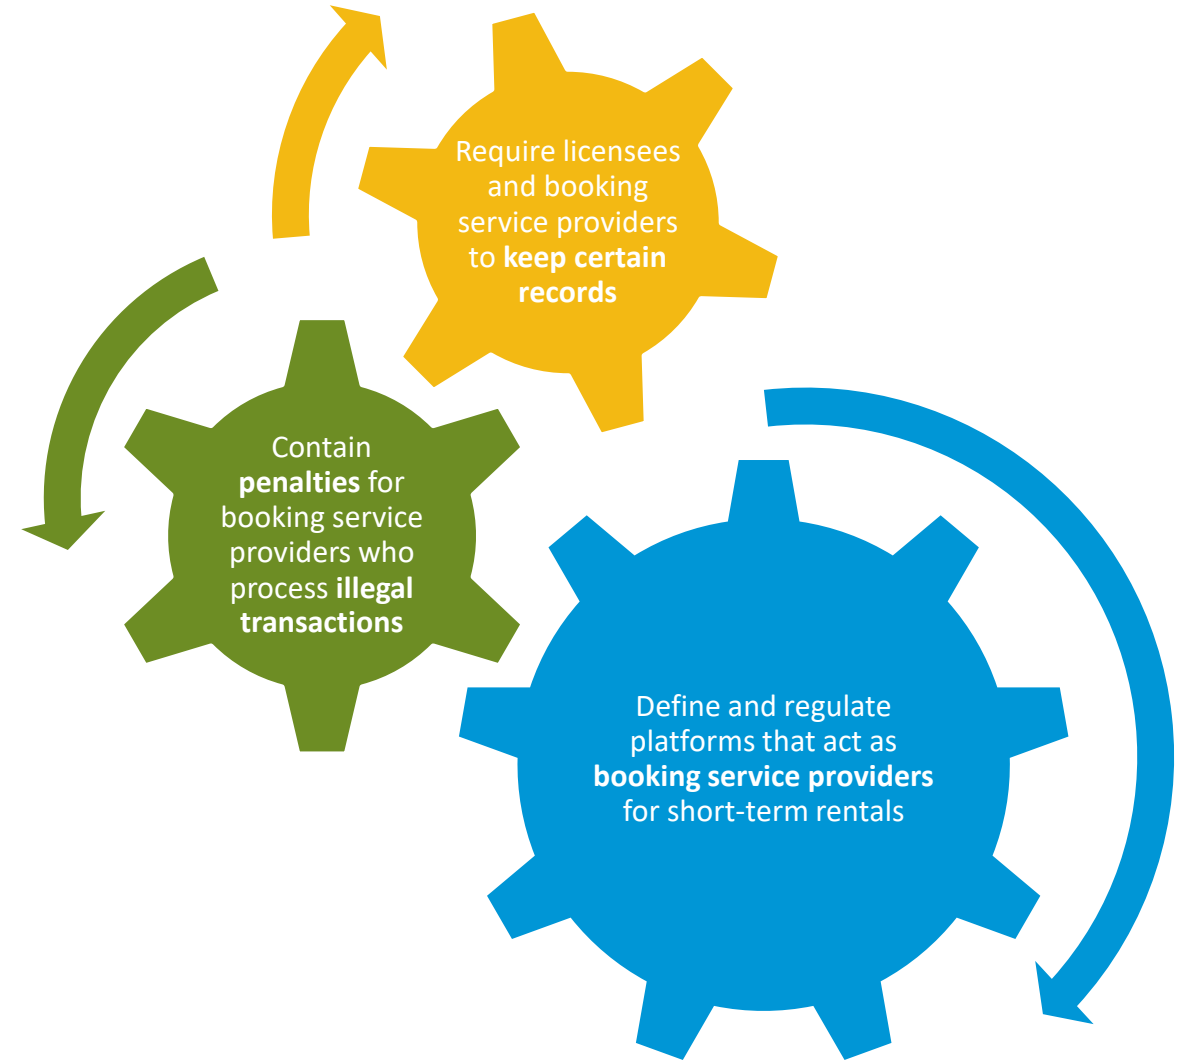 Require licensees
and booking
service providers
to keep certain
records
Contain
penalties for
booking service
providers who
process illegal
transactions
Define and regulate
platforms that act as
booking service providers
for short-term rentals